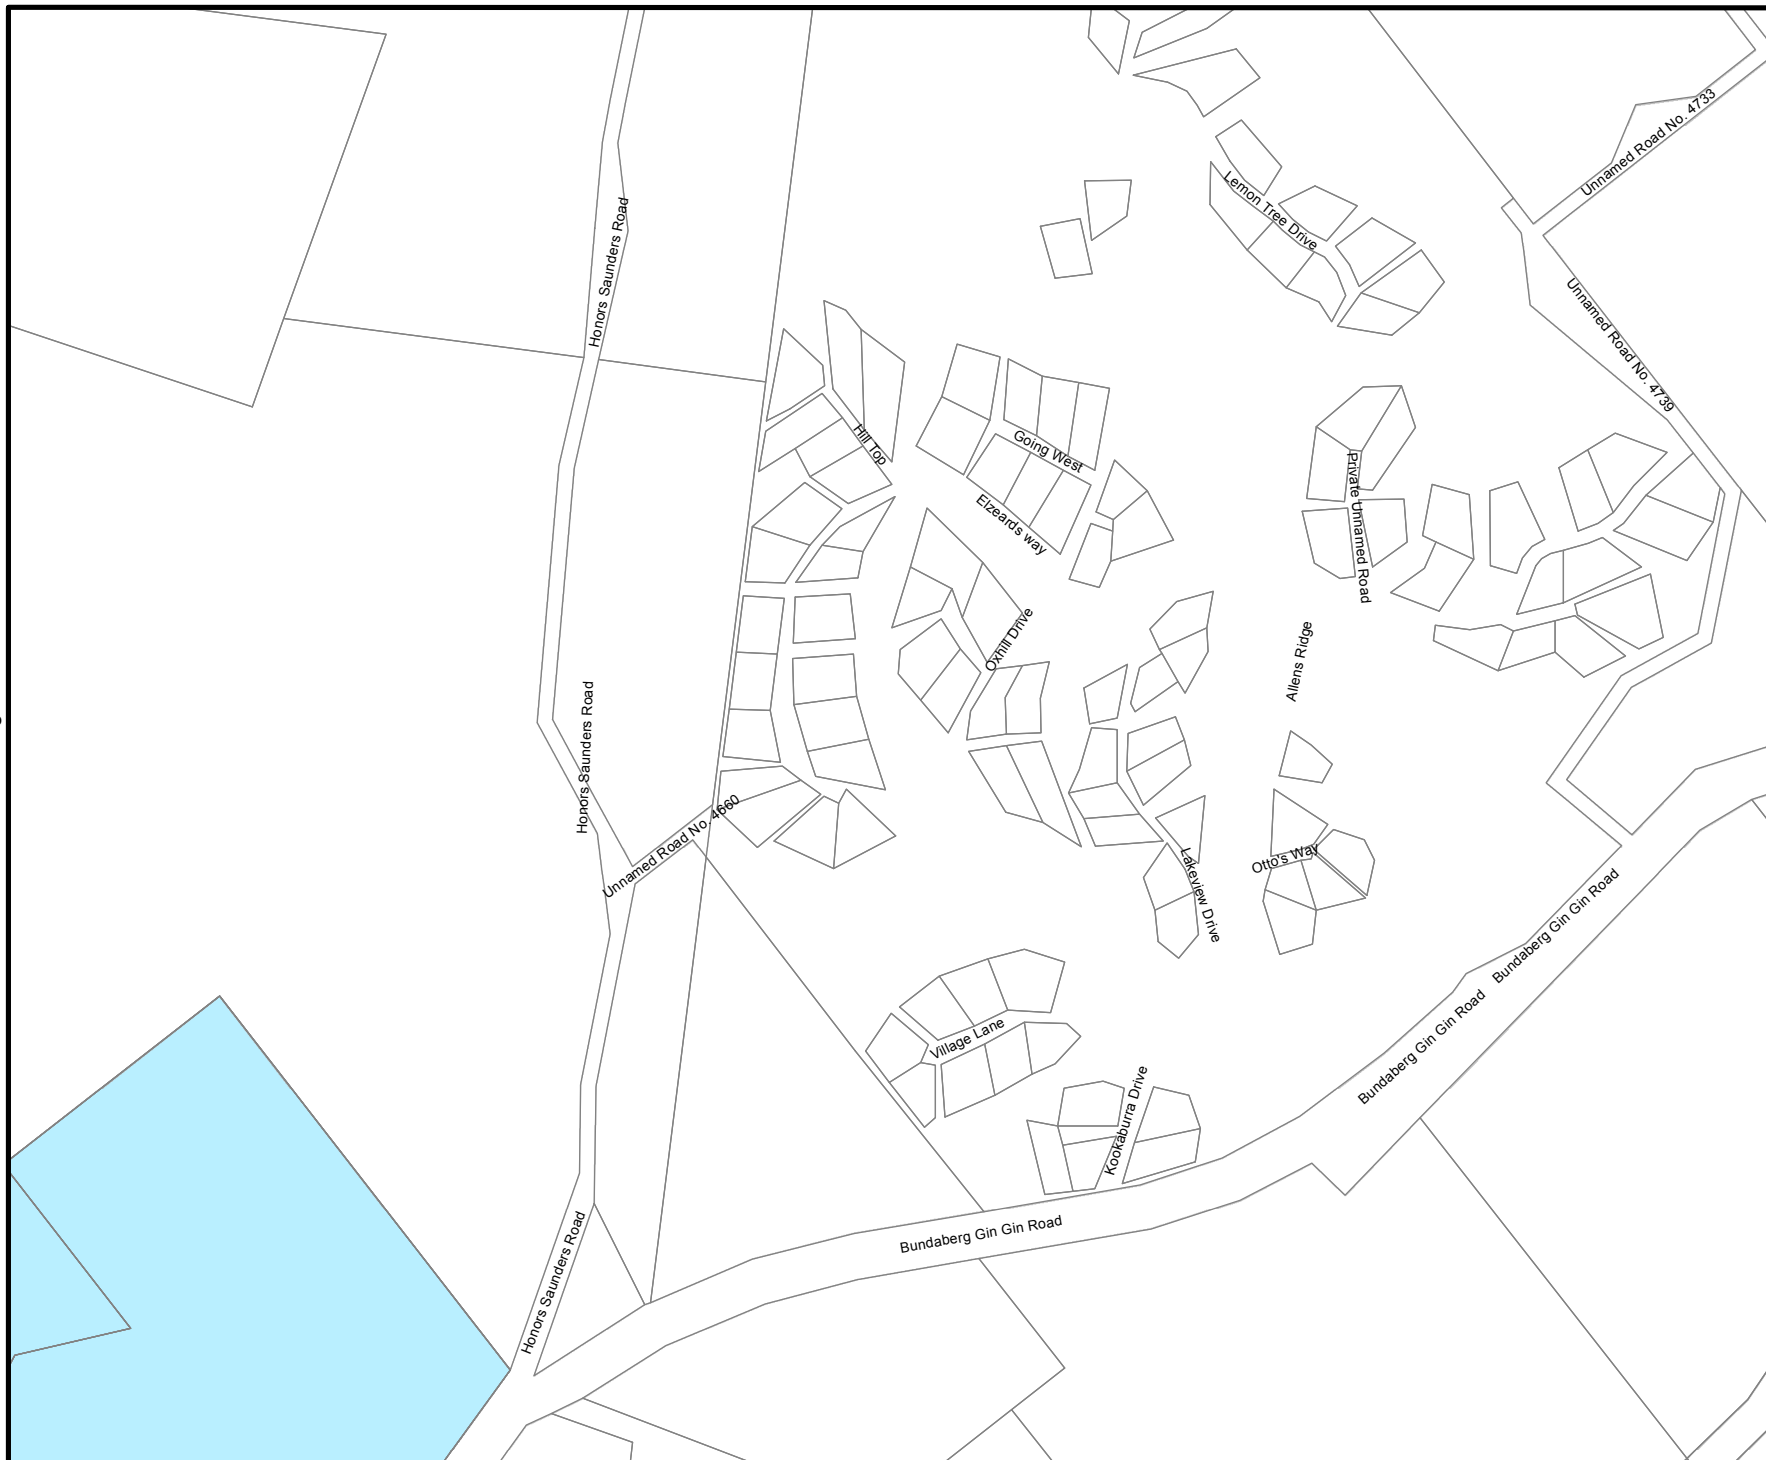 Unnamed Road No. 4733
Lemon Tree Drive
Honors Saunders Road
Unnamed Road No. 4739
Hill Top
Going West
Elzeards way
Private Unnamed Road
Oxhill Drive
Allens Ridge
Honors Saunders Road
Unnamed Road No. 4660
Lakeview Drive
Otto's Way
Bundaberg Gin Gin Road
Bundaberg Gin Gin Road
Village Lane
Kookaburra Drive
Bundaberg Gin Gin Road
Honors Saunders Road